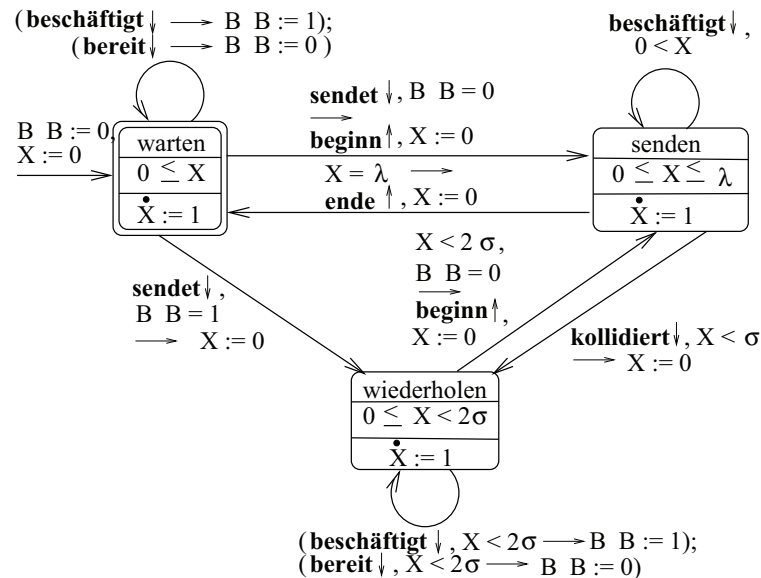 (beschäftigt↓ → B B := 1);
(bereit↓ → B B := 0 )
beschäftigt↓,
0 < X
B B := 0,
X := 0
warten
0 ≤ X
Ẋ := 1
sendet↓, B B = 0
→
beginn↑, X := 0
X = λ →
ende ↑, X := 0
senden
0 ≤ X ≤ λ
Ẋ := 1
sendet↓,
B B = 1
→ X := 0
X < 2 σ,
B B = 0
→
beginn↑,
X := 0
kollidiert↓, X < σ
→ X := 0
wiederholen
0 ≤ X < 2σ
Ẋ := 1
(beschäftigt ↓, X < 2σ → B B := 1);
(bereit↓, X < 2σ → B B := 0)